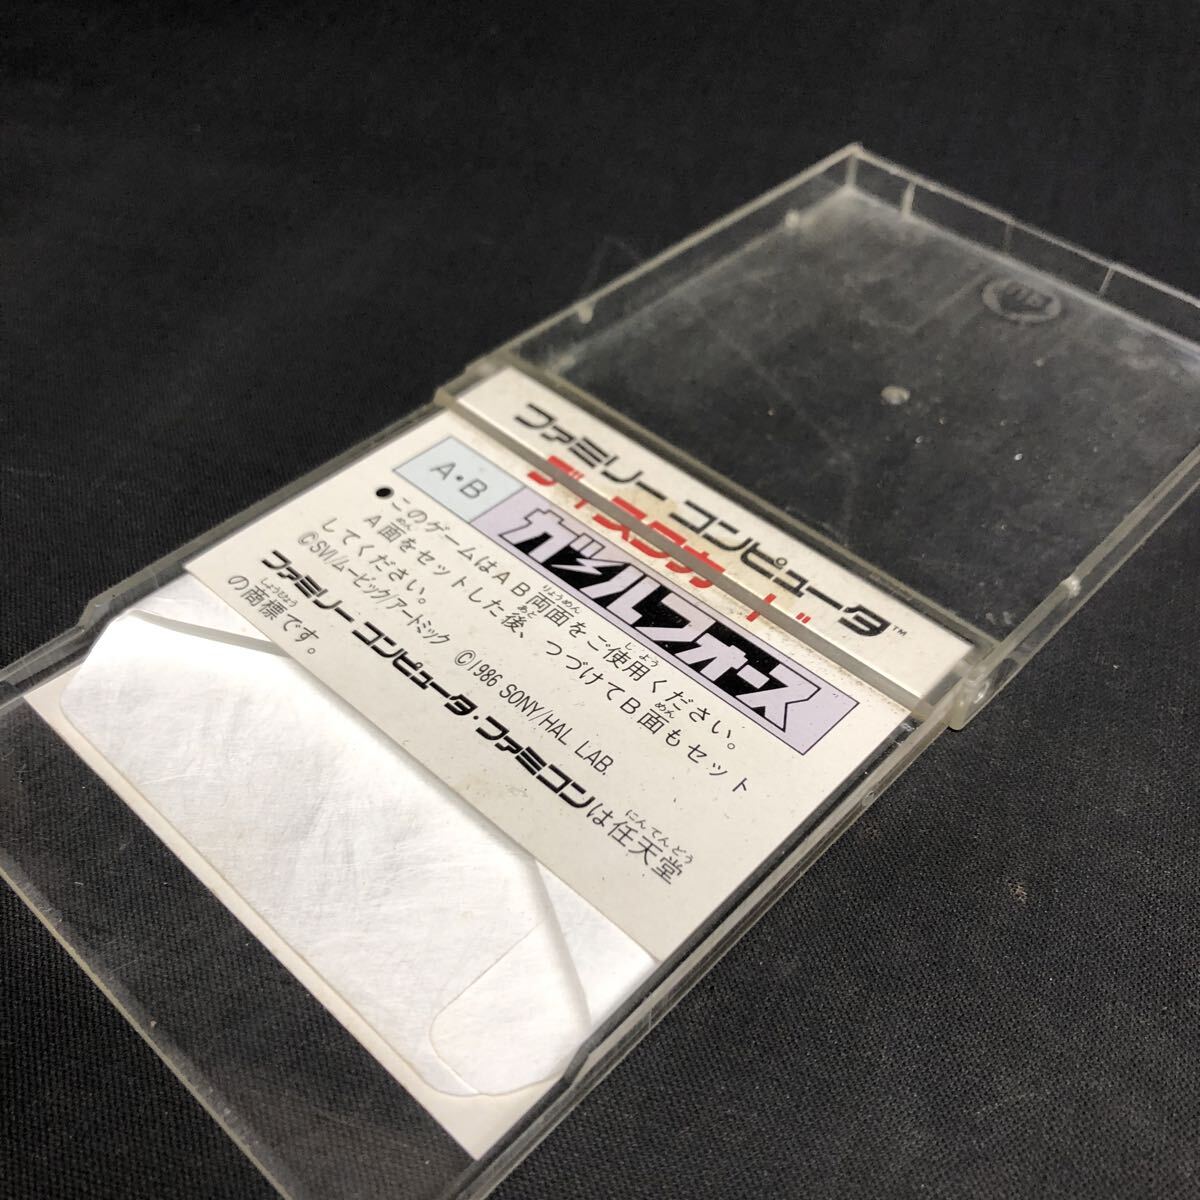 ファミリー コンピュータ™
ディスクカード
A・B
ガルフォース
●このゲームはAB両面をご使用ください。
A面をセットした後、つづけてB面もセット
してください。
©SVI/ムービック/アートミック ©1986 SONY/HAL LAB.
ファミリー コンピュータ・ファミコンは任天堂
の商標です。